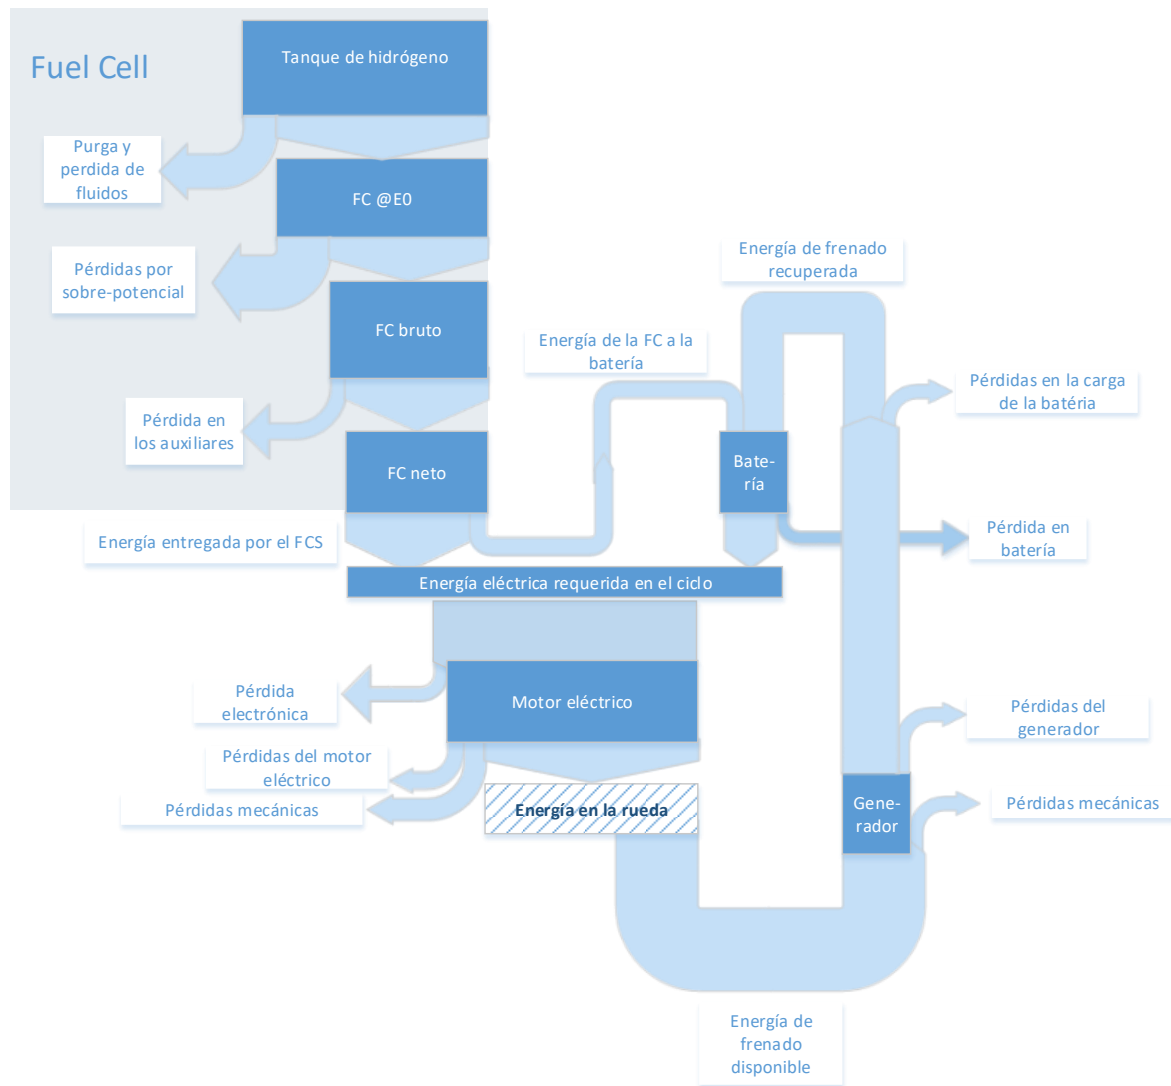 Fuel Cell
Tanque de hidrógeno
Purga y
perdida de
fluidos
FC @E0
Pérdidas por
sobre-potencial
FC bruto
Pérdida en
los auxiliares
FC neto
Energía entregada por el FCS
Energía de la FC a la
batería
Energía de frenado
recuperada
Pérdidas en la carga
de la batéria
Bate-
ría
Pérdida en
batería
Energía eléctrica requerida en el ciclo
Pérdida
electrónica
Motor eléctrico
Pérdidas del motor
eléctrico
Pérdidas mecánicas
Energía en la rueda
Pérdidas del
generador
Gene-
rador
Pérdidas mecánicas
Energía de
frenado
disponible